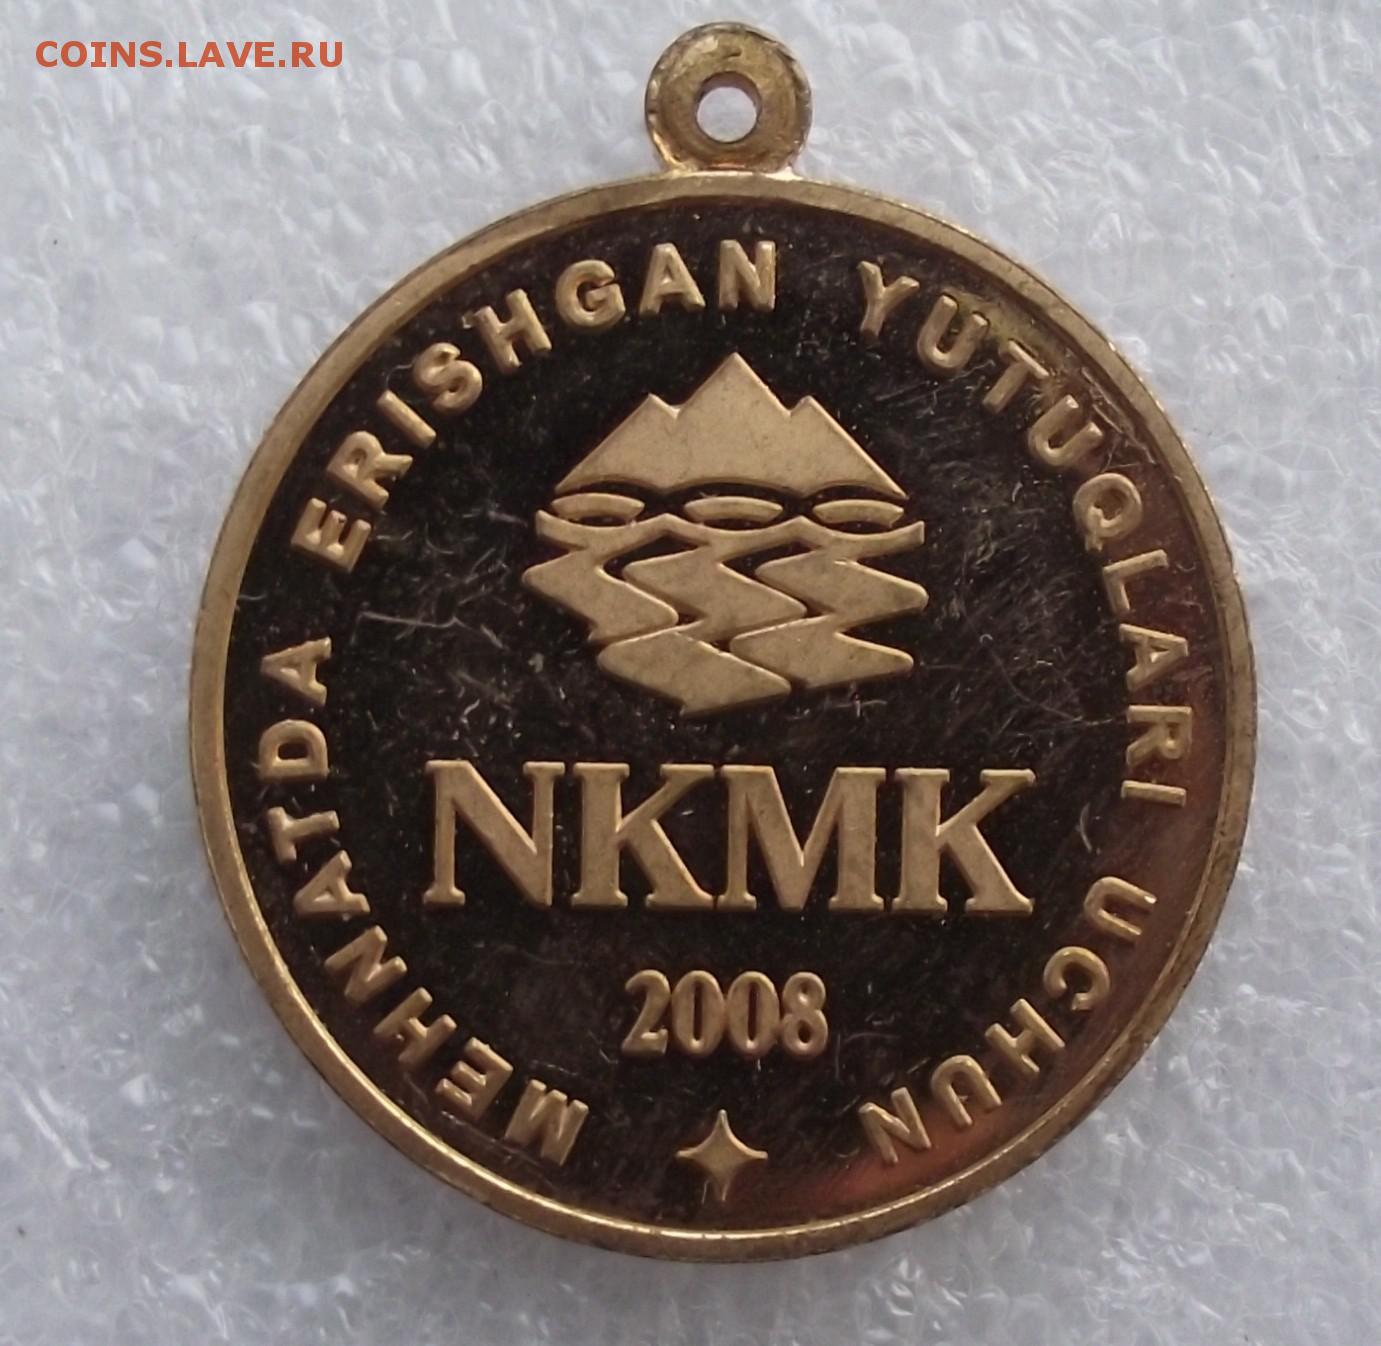 COINS.LAVE.RU
MEHNATDA ERISHGAN YUTUQLARI UCHUN
NKMK
2008